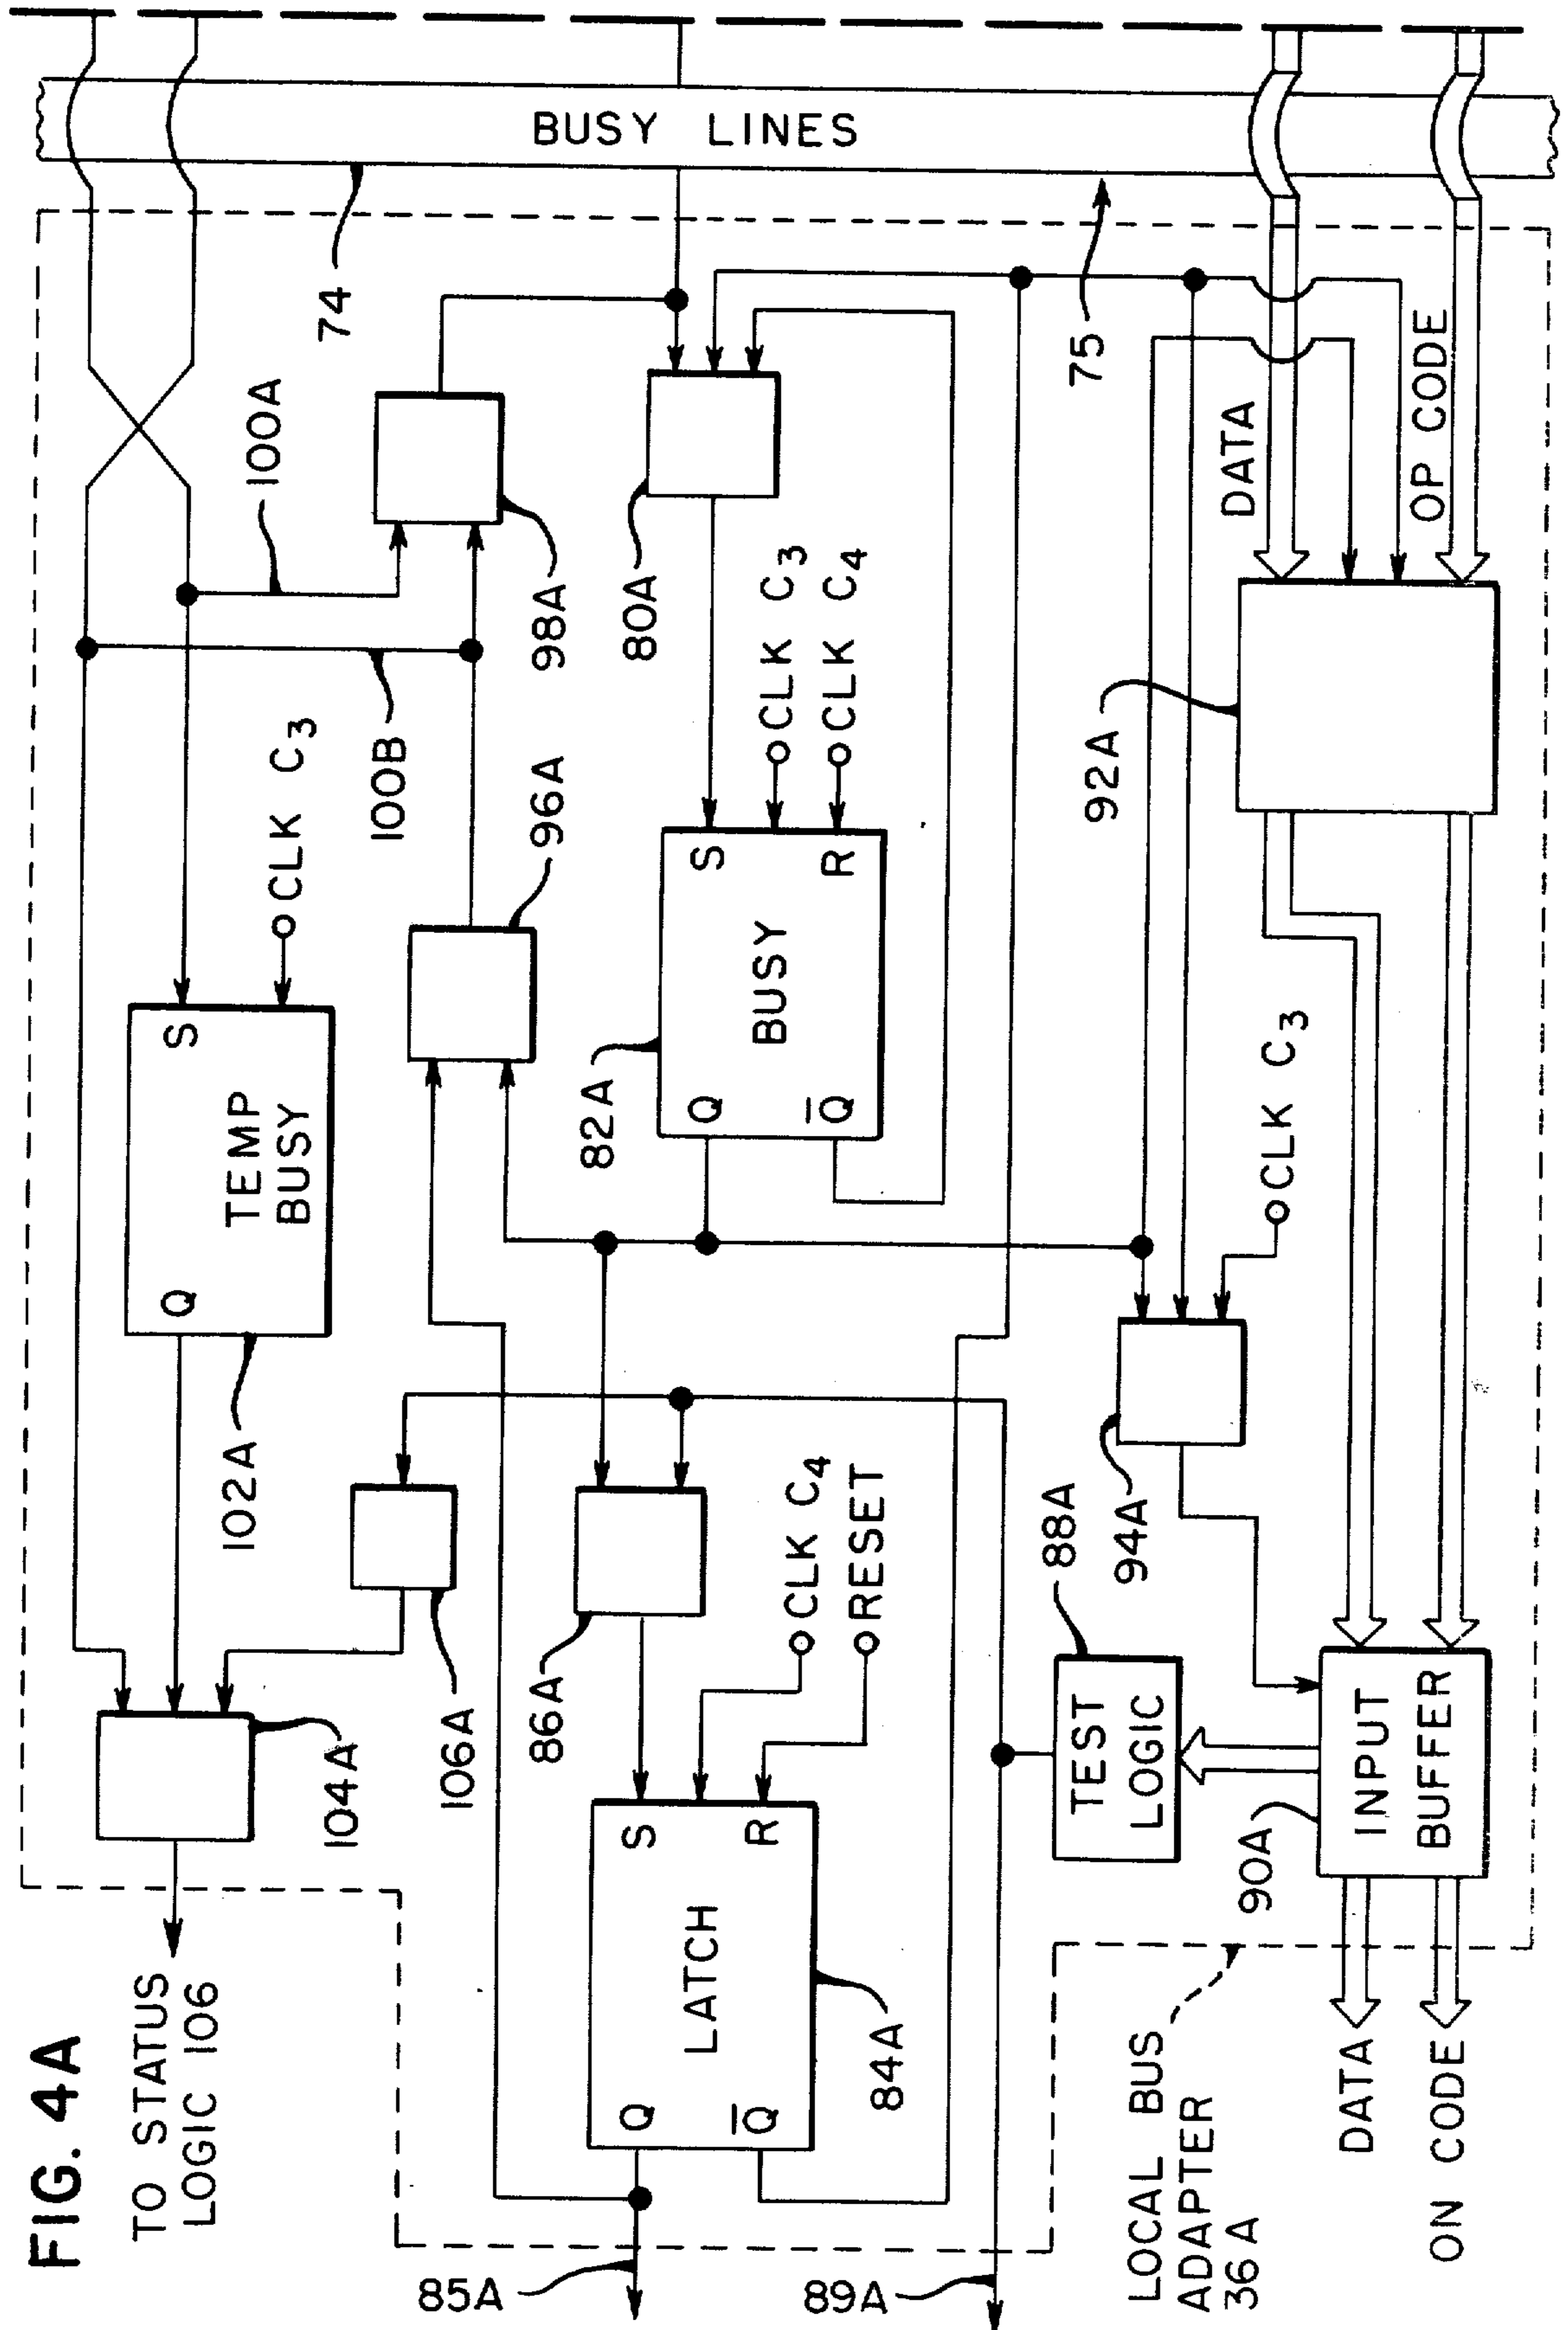 FIG. 4A
TO STATUS
LOGIC 106
104A
Q
S
TEMP
BUSY
102A
CLK C3
100B
100A
74
BUSY LINES
106A
96A
98A
85A
Q
Q
S
R
LATCH
84A
86A
CLK C4
RESET
82A
Q
Q
S
R
BUSY
CLK C3
CLK C4
80A
75
89A
TEST
LOGIC
88A
94A
CLK C3
92A
DATA
OP CODE
LOCAL BUS
ADAPTER
36A
90A
INPUT
BUFFER
DATA
ON CODE